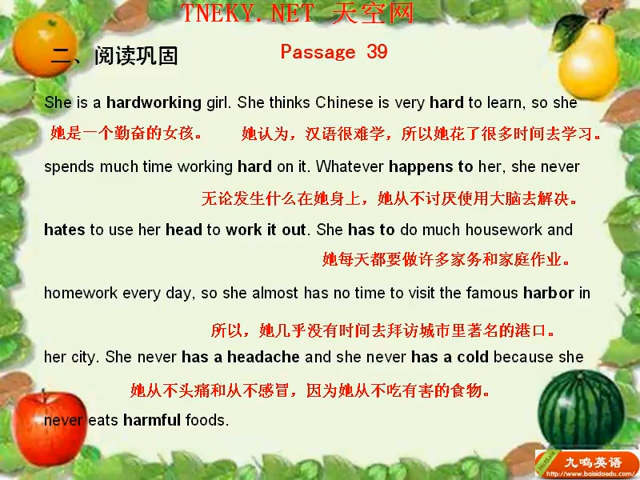 TNEKY.NET 天空网
二、阅读巩固
Passage 39
She is a hardworking girl. She thinks Chinese is very hard to learn, so she
她是一个勤奋的女孩。 她认为，汉语很难学，所以她花了很多时间去学习。
spends much time working hard on it. Whatever happens to her, she never
无论发生什么在她身上，她从不讨厌使用大脑去解决。
hates to use her head to work it out. She has to do much housework and
她每天都要做许多家务和家庭作业。
homework every day, so she almost has no time to visit the famous harbor in
所以，她几乎没有时间去拜访城市里著名的港口。
her city. She never has a headache and she never has a cold because she
她从不头痛和从不感冒，因为她从不吃有害的食物。
never eats harmful foods.
九鸣英语
http://www.boisidoedu.com/